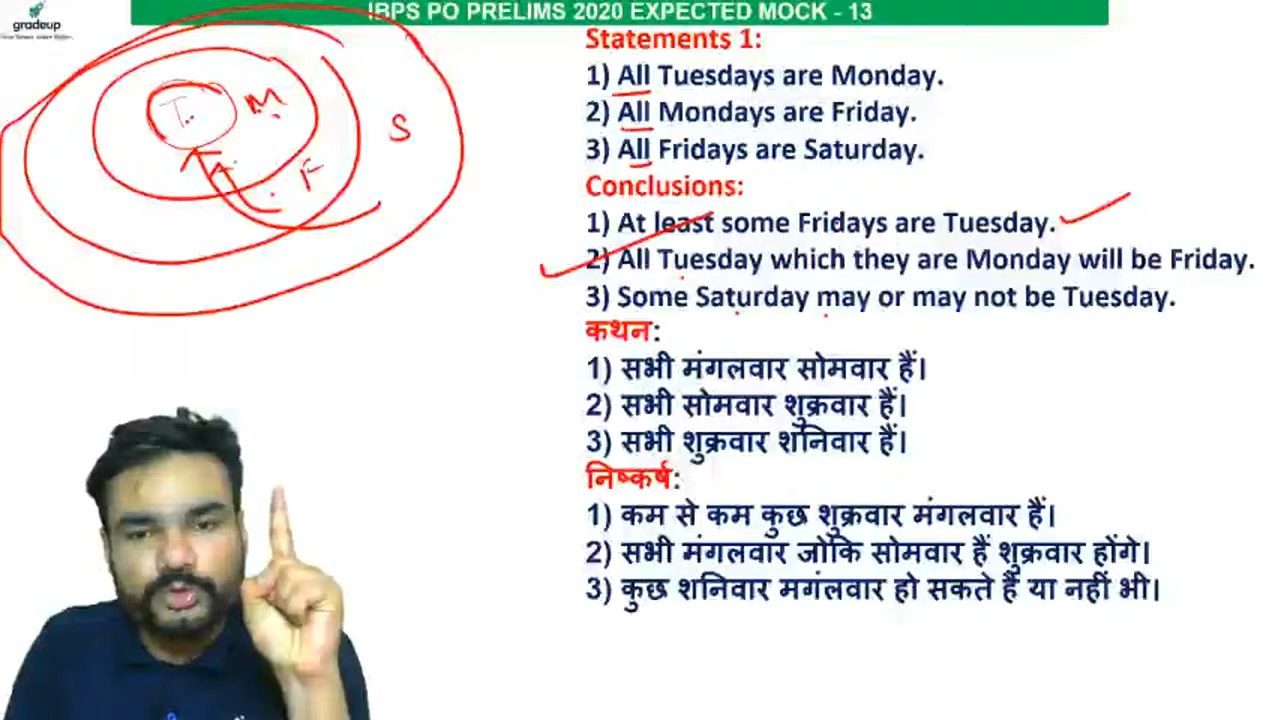 gradeup
IBPS PO PRELIMS 2020 EXPECTED MOCK - 13
T
M
F
S
Statements 1:
1) All Tuesdays are Monday.
2) All Mondays are Friday.
3) All Fridays are Saturday.
Conclusions:
1) At least some Fridays are Tuesday.
2) All Tuesday which they are Monday will be Friday.
3) Some Saturday may or may not be Tuesday.
कथन:
1) सभी मंगलवार सोमवार हैं।
2) सभी सोमवार शुक्रवार हैं।
3) सभी शुक्रवार शनिवार हैं।
निष्कर्ष:
1) कम से कम कुछ शुक्रवार मंगलवार हैं।
2) सभी मंगलवार जोकि सोमवार हैं शुक्रवार होंगे।
3) कुछ शनिवार मगंलवार हो सकते हैं या नहीं भी।